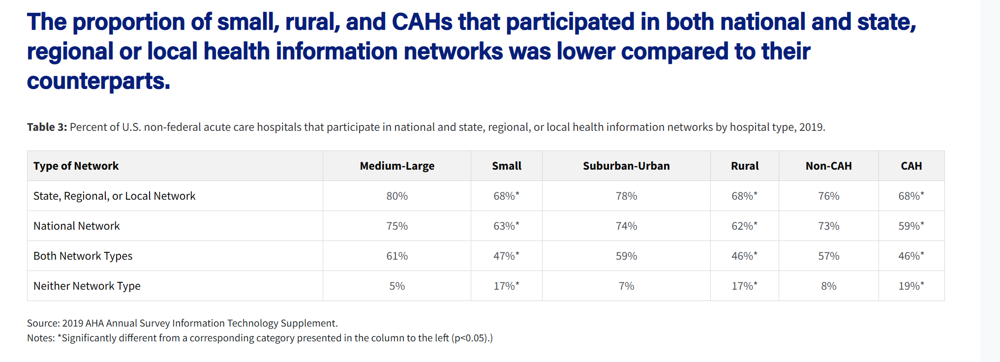 The proportion of small, rural, and CAHs that participated in both national and state,
regional or local health information networks was lower compared to their
counterparts.
Table 3: Percent of U.S. non-federal acute care hospitals that participate in national and state, regional, or local health information networks by hospital type, 2019.
Type of Network Medium-Large Small Suburban-Urban Rural Non-CAH CAH
State, Regional, or Local Network 80% 68%* 78% 68%* 76% 68%*
National Network 75% 63%* 74% 62%* 73% 59%*
Both Network Types 61% 47%* 59% 46%* 57% 46%*
Neither Network Type 5% 17%* 7% 17%* 8% 19%*
Source: 2019 AHA Annual Survey Information Technology Supplement.
Notes: *Significantly different from a corresponding category presented in the column to the left (p<0.05).)